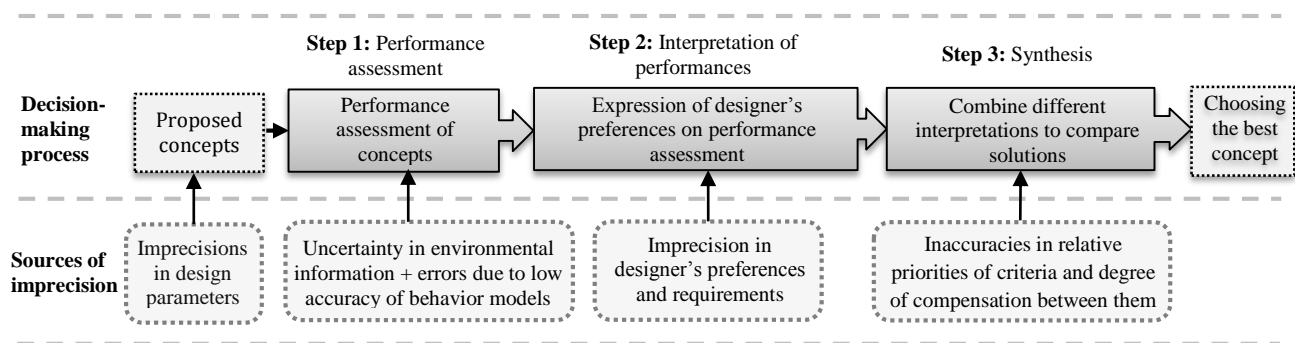 Step 1: Performance
assessment
Step 2: Interpretation of
performances
Step 3: Synthesis
Decision-
making
process
Proposed
concepts
Performance
assessment of
concepts
Expression of designer's
preferences on performance
assessment
Combine different
interpretations to compare
solutions
Choosing
the best
concept
Sources of
imprecision
Imprecisions
in design
parameters
Uncertainty in environmental
information + errors due to low
accuracy of behavior models
Imprecision in
designer's preferences
and requirements
Inaccuracies in relative
priorities of criteria and degree
of compensation between them